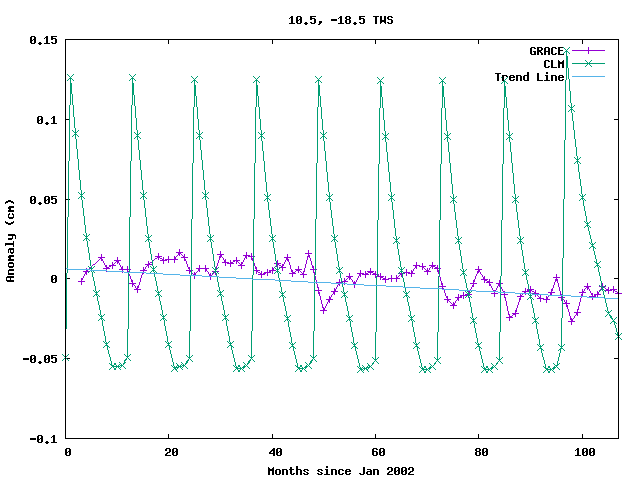 10.5, -18.5 TWS
GRACE
CLM
Trend Line
0.15
0.1
0.05
0
-0.05
-0.1
Anomaly (cm)
0 20 40 60 80 100
Months since Jan 2002